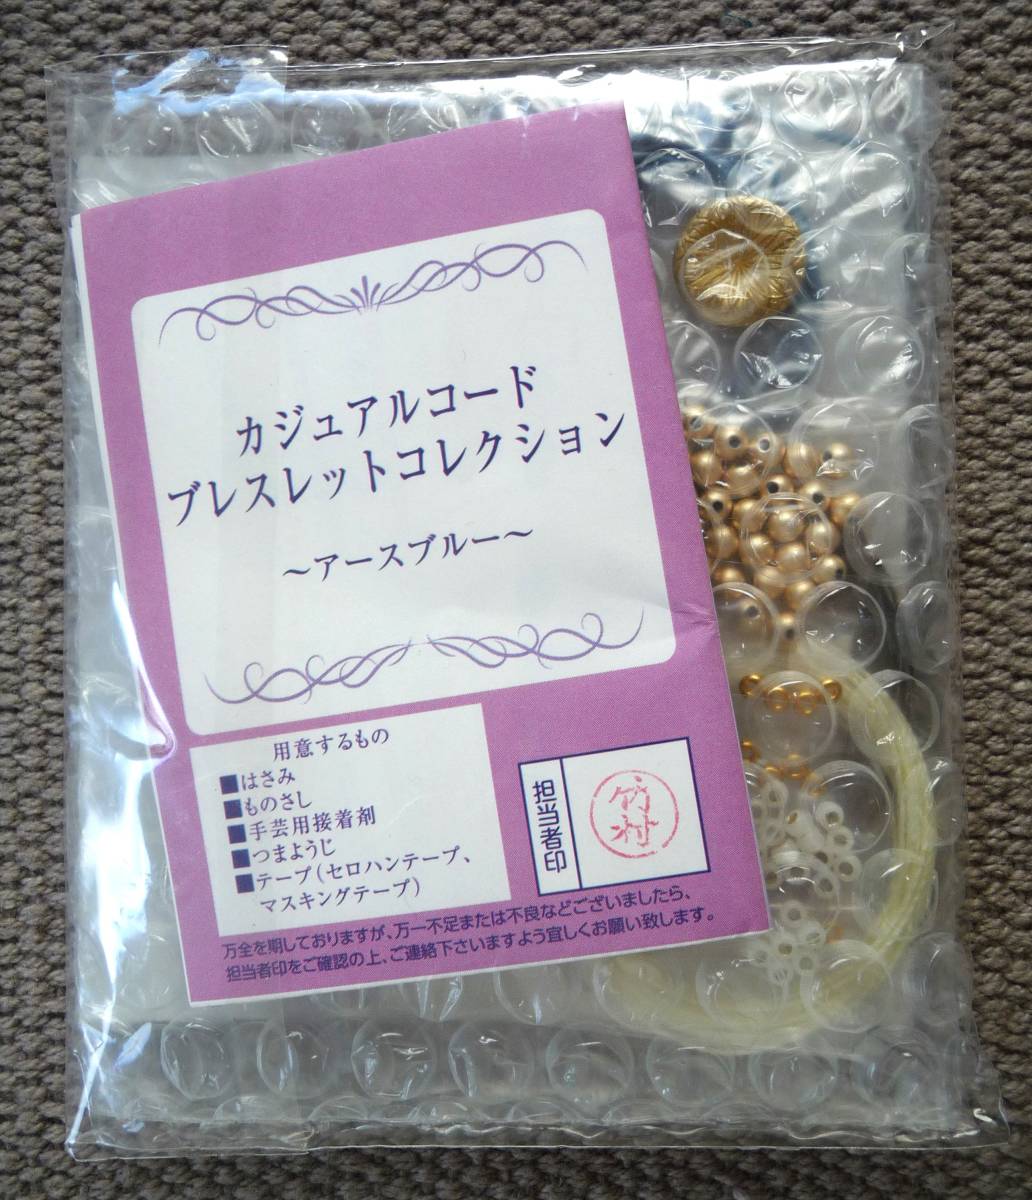 カジュアルコード
ブレスレットコレクション
～アースブルー～
用意するもの
■はさみ
■ものさし
■手芸用接着剤
■つまようじ
■テープ(セロハンテープ、
マスキングテープ)
担当者印
竹村
万全を期しておりますが、万一不足または不良などございましたら、
担当者印をご確認の上、ご連絡下さいますよう宜しくお願い致します。